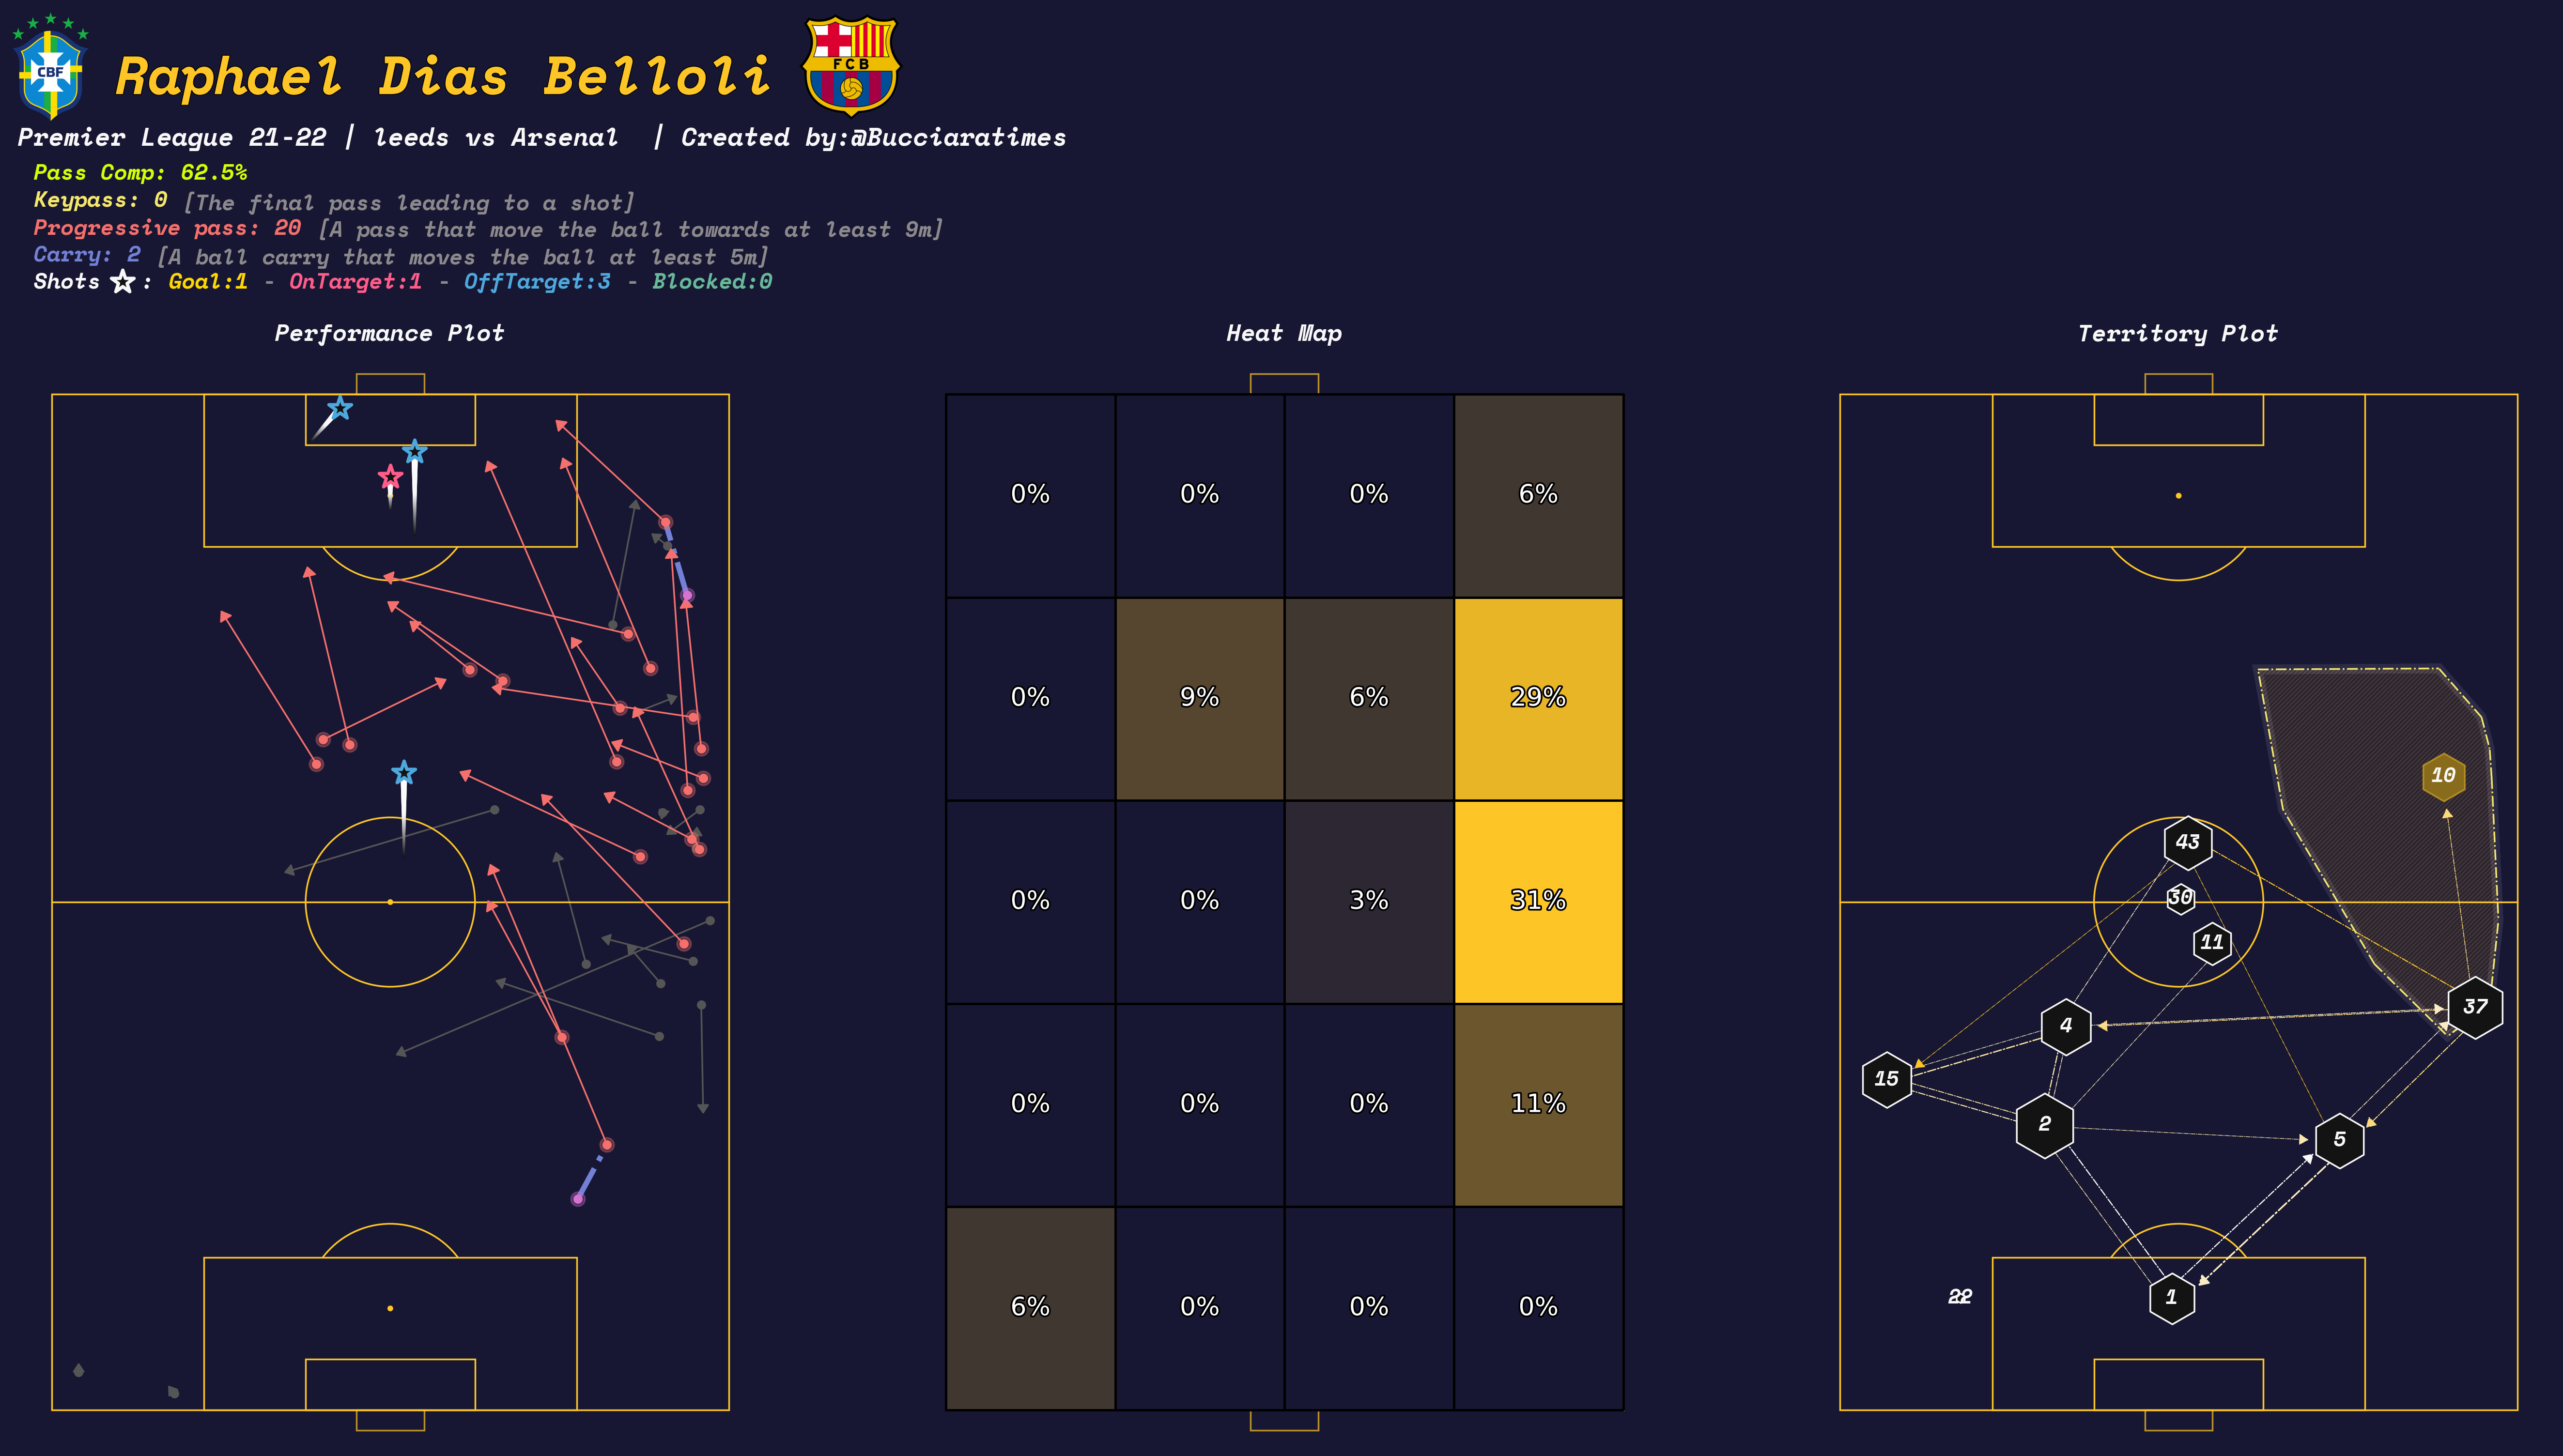 CBF
Raphael Dias Belloli
FCB
Premier League 21-22 | leeds vs Arsenal | Created by:@Bucciaratimes
Pass Comp: 62.5%
Keypass: 0 [The final pass leading to a shot]
Progressive pass: 20 [A pass that move the ball towards at least 9m]
Carry: 2 [A ball carry that moves the ball at least 5m]
Shots : Goal:1 - OnTarget:1 - OffTarget:3 - Blocked:0
Performance Plot
Heat Map
0% 0% 0% 6%
0% 9% 6% 29%
0% 0% 3% 31%
0% 0% 0% 11%
6% 0% 0% 0%
Territory Plot
10
43
30
11
37
4
15
2
5
1